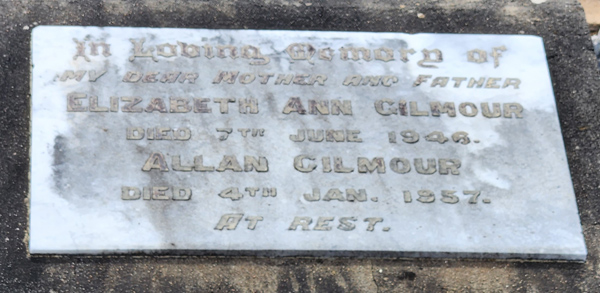 In Loving Memory of
MY DEAR MOTHER AND FATHER
ELIZABETH ANN GILMOUR
DIED 7TH JUNE 1946.
ALLAN GILMOUR
DIED 4TH JAN. 1957.
AT REST.